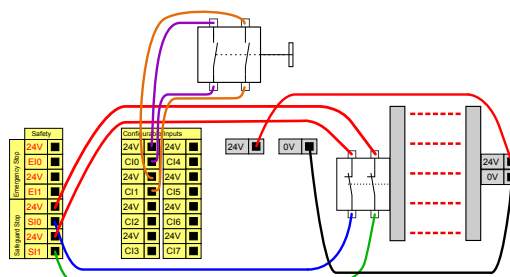 Safety
Emergency Stop
24V
EI0
24V
EI1
Safeguard Stop
24V
SI0
24V
SI1
Configurable Inputs
24V 24V
CI0 CI4
24V 24V
CI1 CI5
24V 24V
CI2 CI6
24V 24V
CI3 CI7
24V
0V
24V
0V